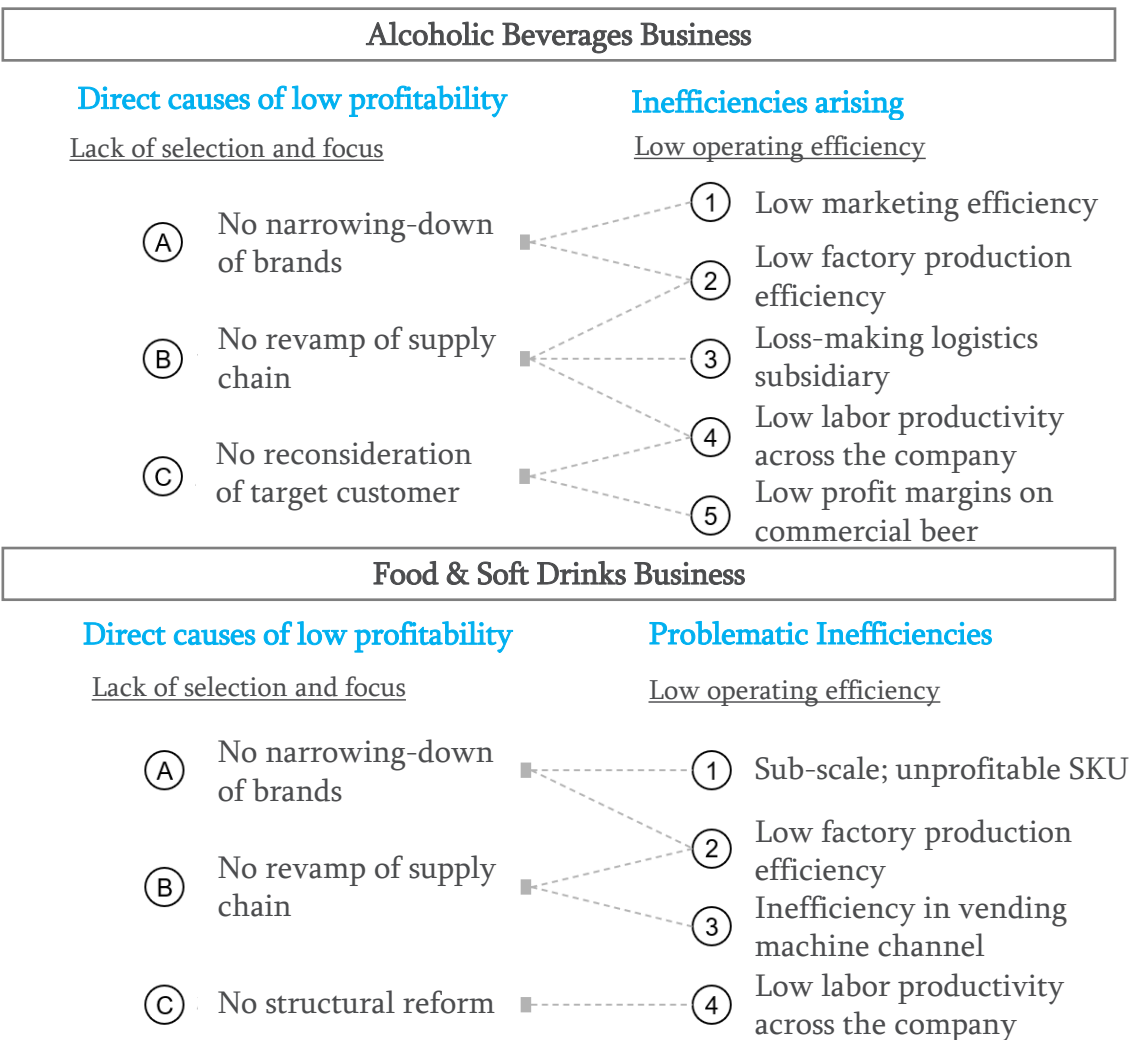 Alcoholic Beverages Business
Direct causes of low profitability
Inefficiencies arising
Lack of selection and focus
Low operating efficiency
A
No narrowing-down
of brands
B
No revamp of supply
chain
C
No reconsideration
of target customer
1
Low marketing efficiency
2
Low factory production
efficiency
3
Loss-making logistics
subsidiary
4
Low labor productivity
across the company
5
Low profit margins on
commercial beer
Food & Soft Drinks Business
Direct causes of low profitability
Problematic Inefficiencies
Lack of selection and focus
Low operating efficiency
A
No narrowing-down
of brands
B
No revamp of supply
chain
C
No structural reform
1
Sub-scale; unprofitable SKU
2
Low factory production
efficiency
3
Inefficiency in vending
machine channel
4
Low labor productivity
across the company